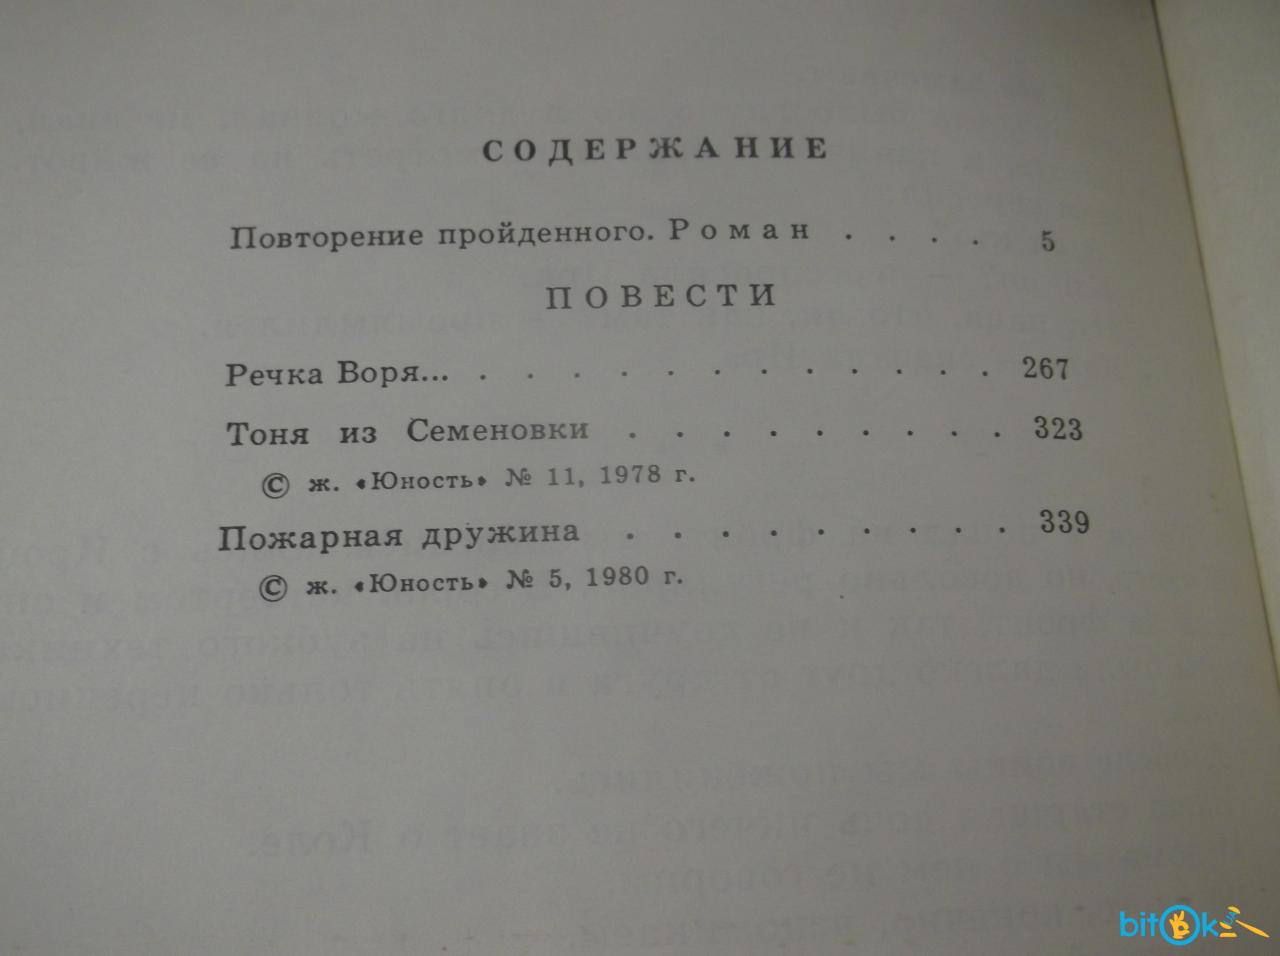 СОДЕРЖАНИЕ
Повторение пройденного. Роман . . . . 5
ПОВЕСТИ
Речка Воря... . . . . . . . . . . . . 267
Тоня из Семеновки . . . . . . . . . 323
© ж. «Юность» № 11, 1978 г.
Пожарная дружина . . . . . . . . . 339
© ж. «Юность» № 5, 1980 г.
bitOk